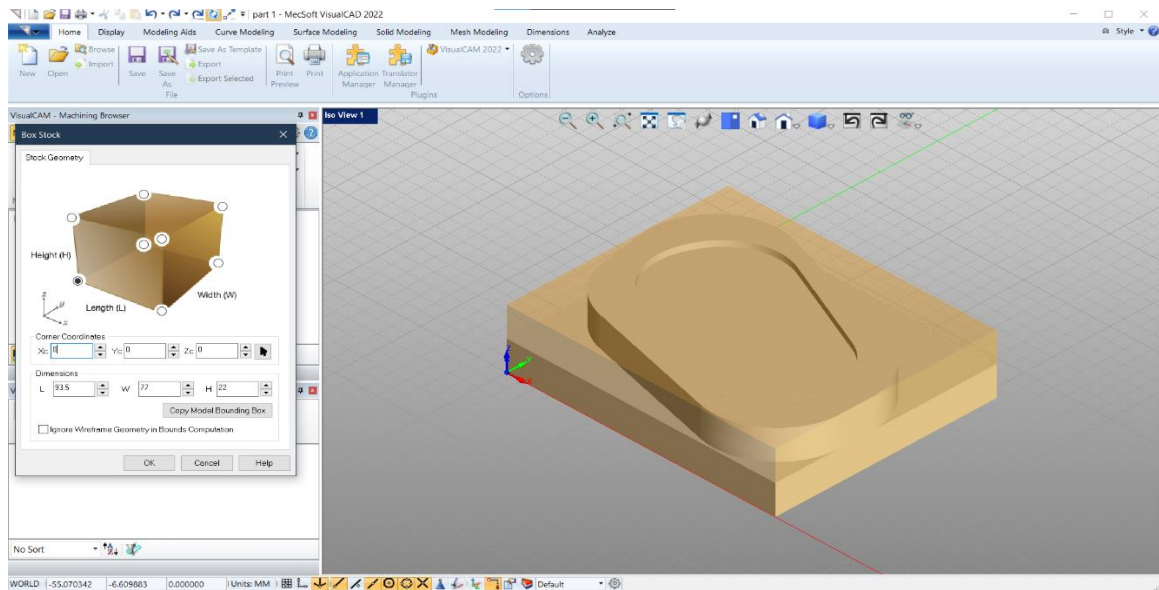 part 1 - MecSoft VisualCAD 2022
Home Display Modeling Aids Curve Modeling Surface Modeling Solid Modeling Mesh Modeling Dimensions Analyze Style
New Open Browse Import Save Save As Save As Template Export Export Selected Print Preview Print Application Manager Translator Manager VisualCAM 2022
File Plugins Options
VisualCAM - Machining Browser
Iso View 1
Box Stock
Stock Geometry
Height (H)
Width (W)
Length (L)
z
y
x
Corner Coordinates
Xc 0 Yc 0 Zc 0
Dimensions
L 93.5 W 77 H 22
Copy Model Bounding Box
Ignore Wireframe Geometry in Bounds Computation
OK Cancel Help
No Sort
WORLD -55.070342 -6.609883 0.000000 Units: MM Default